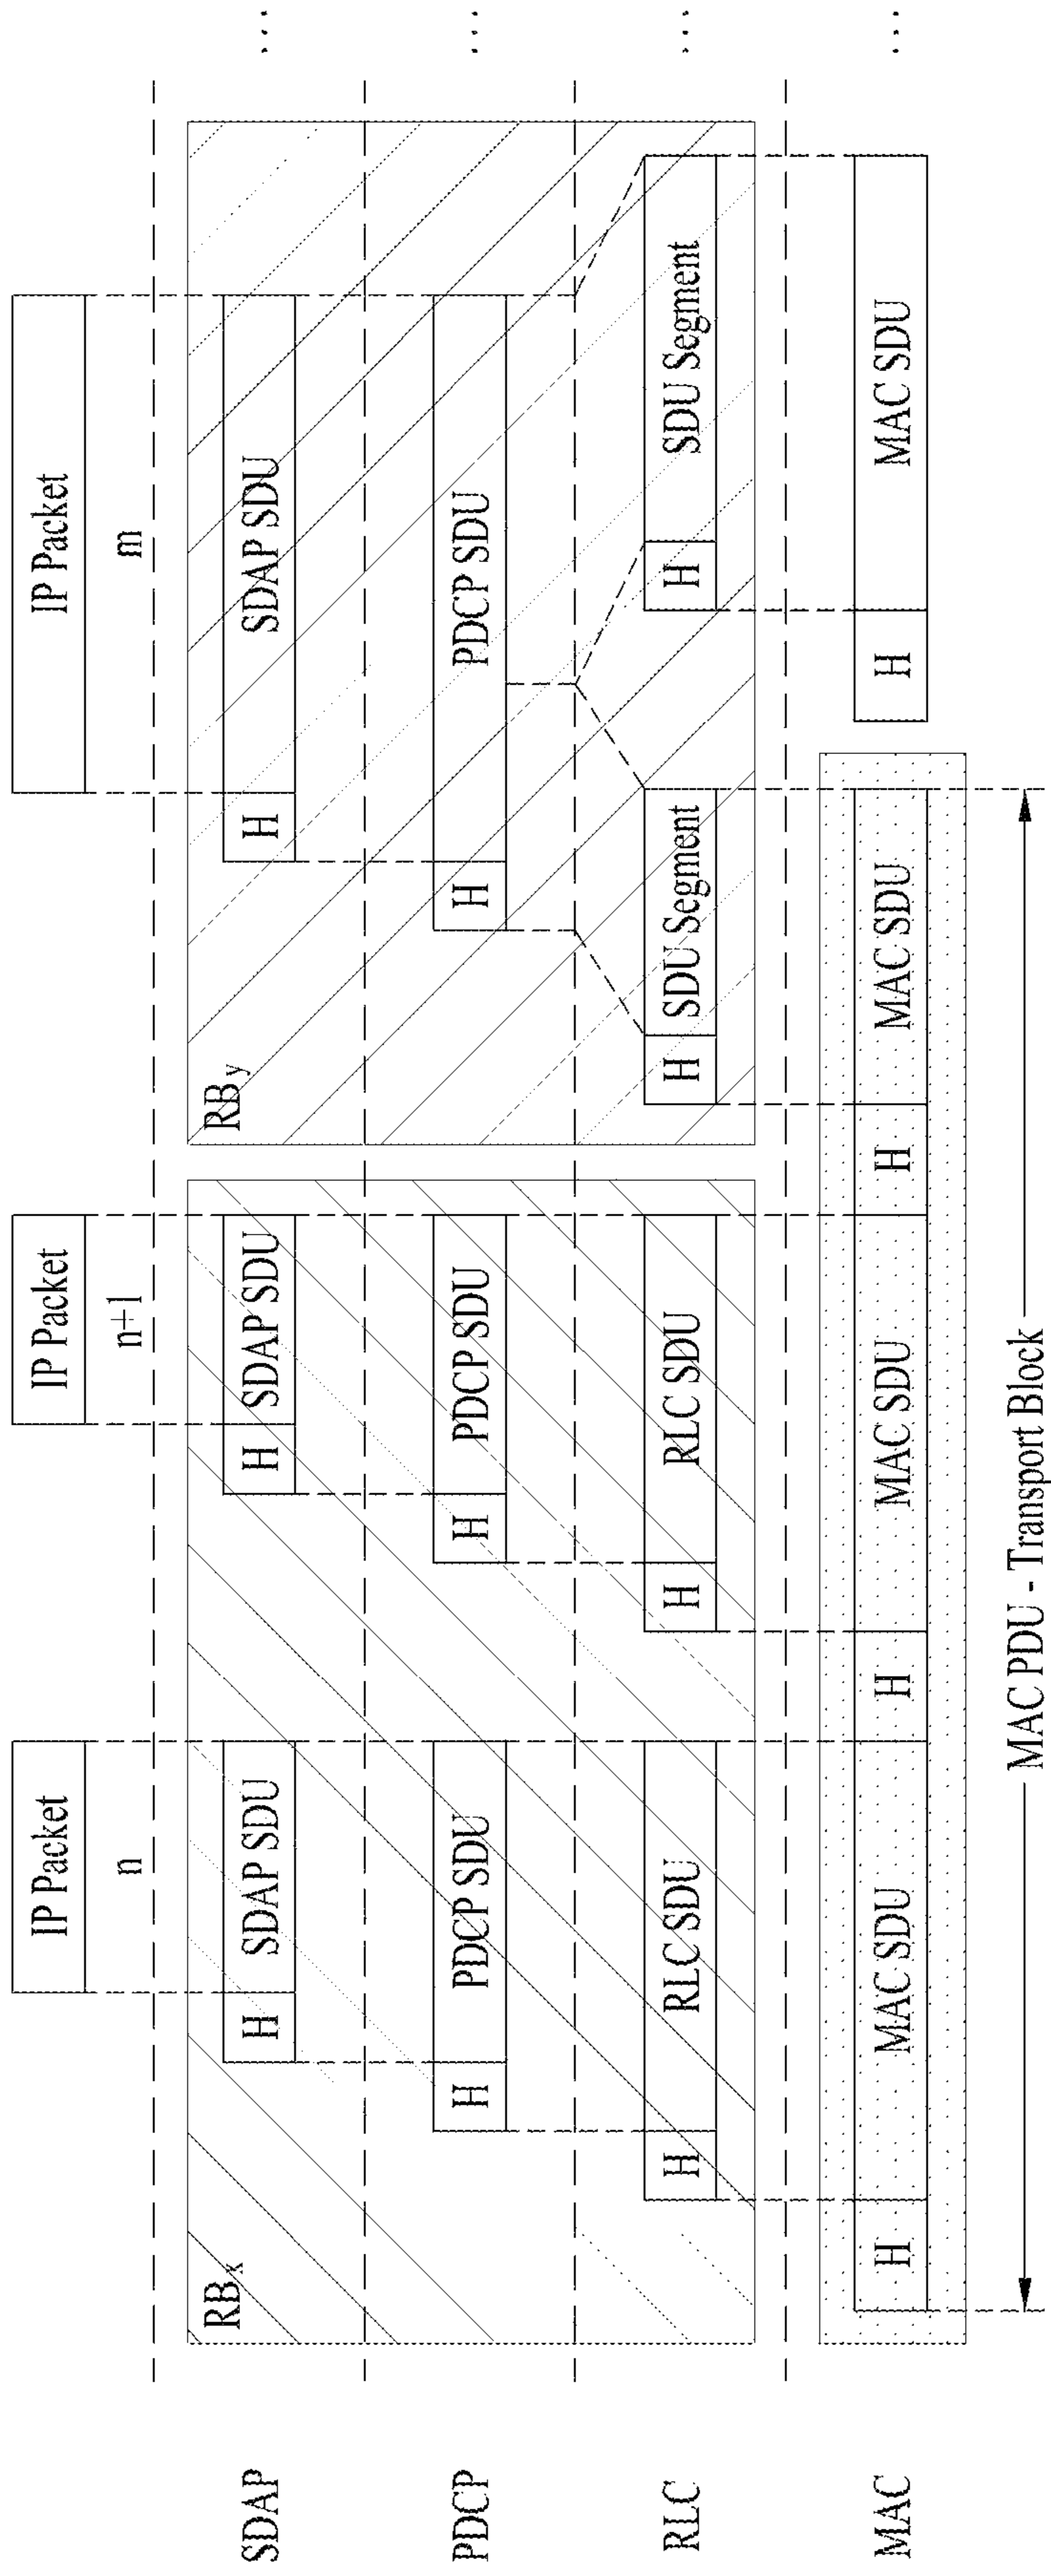 IP Packet IP Packet IP Packet
n n+1 m
RBx RBy
SDAP H SDAP SDU H SDAP SDU H SDAP SDU ...
PDCP H PDCP SDU H PDCP SDU H PDCP SDU ...
RLC H RLC SDU H RLC SDU H SDU Segment H SDU Segment ...
MAC H MAC SDU H MAC SDU H MAC SDU H MAC SDU ...
MAC PDU - Transport Block